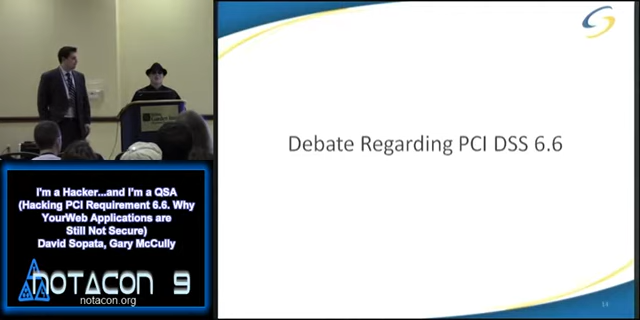 Debate Regarding PCI DSS 6.6
I'm a Hacker...and I'm a QSA
(Hacking PCI Requirement 6.6. Why
YourWeb Applications are
Still Not Secure)
David Sopata, Gary McCully
NOTACON 9
notacon.org